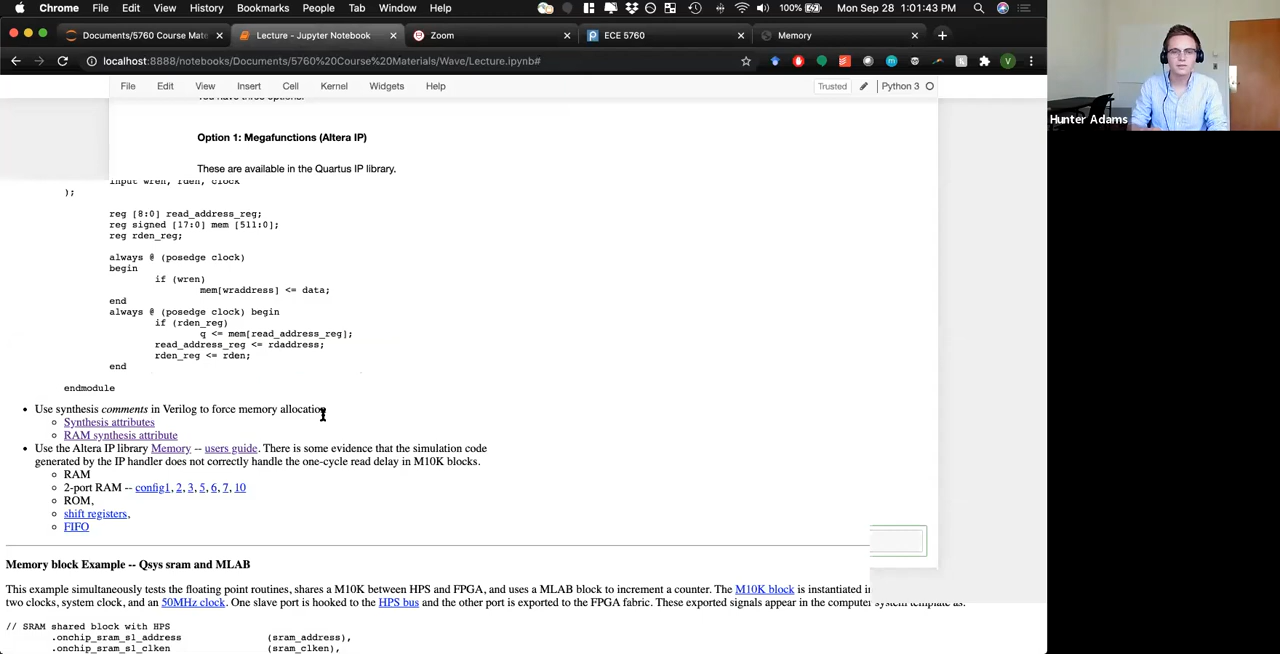 Chrome File Edit View History Bookmarks People Tab Window Help 100% Mon Sep 28 1:01:43 PM
Documents/5760 Course Mate Lecture - Jupyter Notebook Zoom ECE 5760 Memory
localhost:8888/notebooks/Documents/5760%20Course%20Materials/Wave/Lecture.ipynb#
File Edit View Insert Cell Kernel Widgets Help Trusted Python 3
Hunter Adams
Option 1: Megafunctions (Altera IP)
These are available in the Quartus IP library.
input wren, rden, clock
);
reg [8:0] read_address_reg;
reg signed [17:0] mem [511:0];
reg rden_reg;
always @ (posedge clock)
begin
if (wren)
mem[wraddress] <= data;
end
always @ (posedge clock) begin
if (rden_reg)
q <= mem[read_address_reg];
read_address_reg <= rdaddress;
rden_reg <= rden;
end
endmodule
• Use synthesis comments in Verilog to force memory allocation
Synthesis attributes
RAM synthesis attribute
• Use the Altera IP library Memory -- users guide. There is some evidence that the simulation code
generated by the IP handler does not correctly handle the one-cycle read delay in M10K blocks.
RAM
2-port RAM -- config1, 2, 3, 5, 6, 7, 10
ROM,
shift registers,
FIFO
Memory block Example -- Qsys sram and MLAB
This example simultaneously tests the floating point routines, shares a M10K between HPS and FPGA, and uses a MLAB block to increment a counter. The M10K block is instantiated i
two clocks, system clock, and an 50MHz clock. One slave port is hooked to the HPS bus and the other port is exported to the FPGA fabric. These exported signals appear in the computer system template as:
// SRAM shared block with HPS
.onchip_sram_s1_address (sram_address),
.onchip_sram_s1_clken (sram_clken),